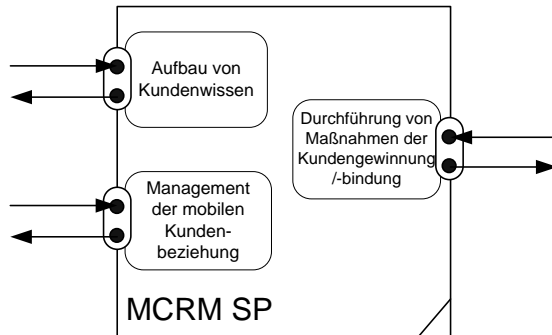 Aufbau von
Kundenwissen
Durchführung von
Maßnahmen der
Kundengewinnung
/-bindung
Management
der mobilen
Kunden-
beziehung
MCRM SP